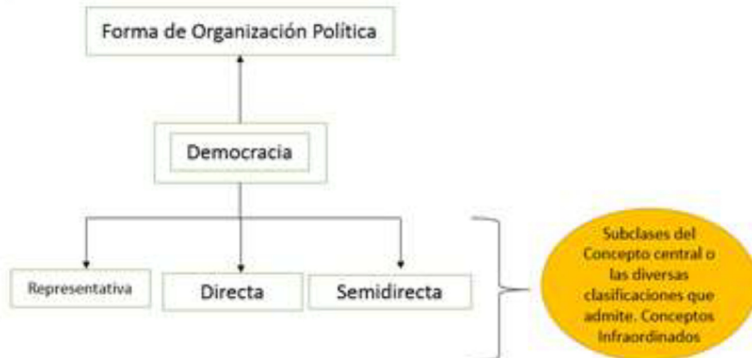 Forma de Organización Política
Democracia
Representativa
Directa
Semidirecta
Subclases del
Concepto central o
las diversas
clasificaciones que
admite. Conceptos
Infraordinados